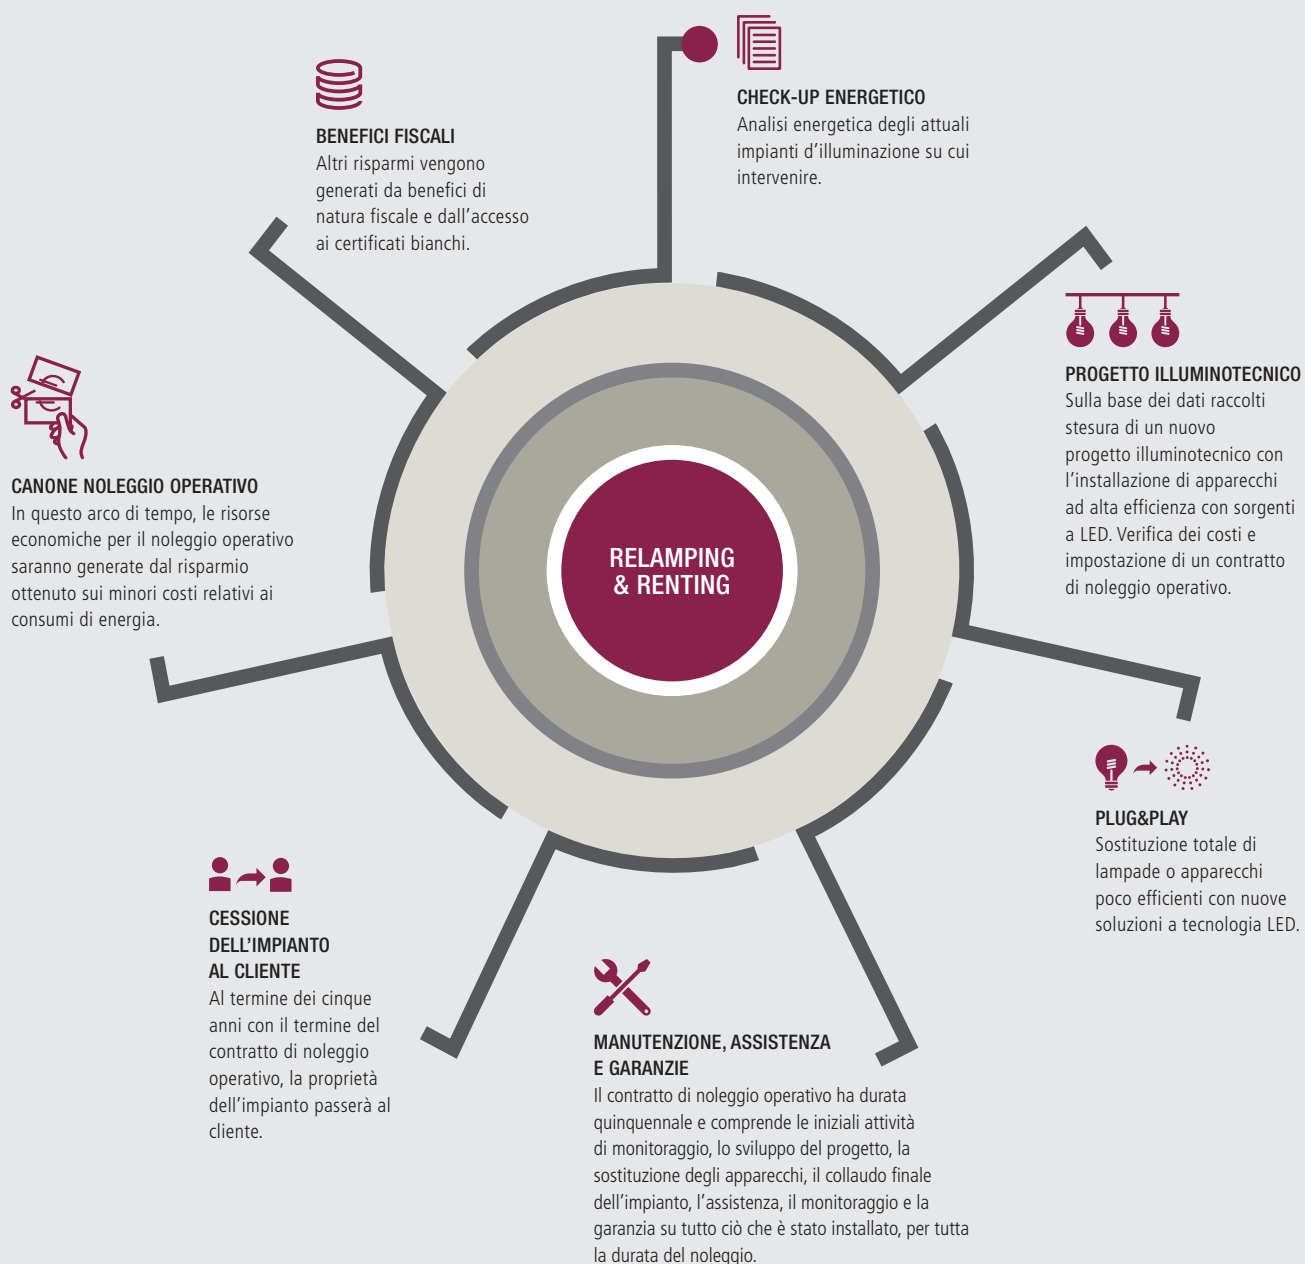 CHECK-UP ENERGETICO
Analisi energetica degli attuali
impianti d'illuminazione su cui
intervenire.
PROGETTO ILLUMINOTECNICO
Sulla base dei dati raccolti
stesura di un nuovo
progetto illuminotecnico con
l'installazione di apparecchi
ad alta efficienza con sorgenti
a LED. Verifica dei costi e
impostazione di un contratto
di noleggio operativo.
PLUG&PLAY
Sostituzione totale di
lampade o apparecchi
poco efficienti con nuove
soluzioni a tecnologia LED.
MANUTENZIONE, ASSISTENZA
E GARANZIE
Il contratto di noleggio operativo ha durata
quinquennale e comprende le iniziali attività
di monitoraggio, lo sviluppo del progetto, la
sostituzione degli apparecchi, il collaudo finale
dell'impianto, l'assistenza, il monitoraggio e la
garanzia su tutto ciò che è stato installato, per tutta
la durata del noleggio.
CESSIONE
DELL'IMPIANTO
AL CLIENTE
Al termine dei cinque
anni con il termine del
contratto di noleggio
operativo, la proprietà
dell'impianto passerà al
cliente.
CANONE NOLEGGIO OPERATIVO
In questo arco di tempo, le risorse
economiche per il noleggio operativo
saranno generate dal risparmio
ottenuto sui minori costi relativi ai
consumi di energia.
BENEFICI FISCALI
Altri risparmi vengono
generati da benefici di
natura fiscale e dall'accesso
ai certificati bianchi.
RELAMPING
& RENTING